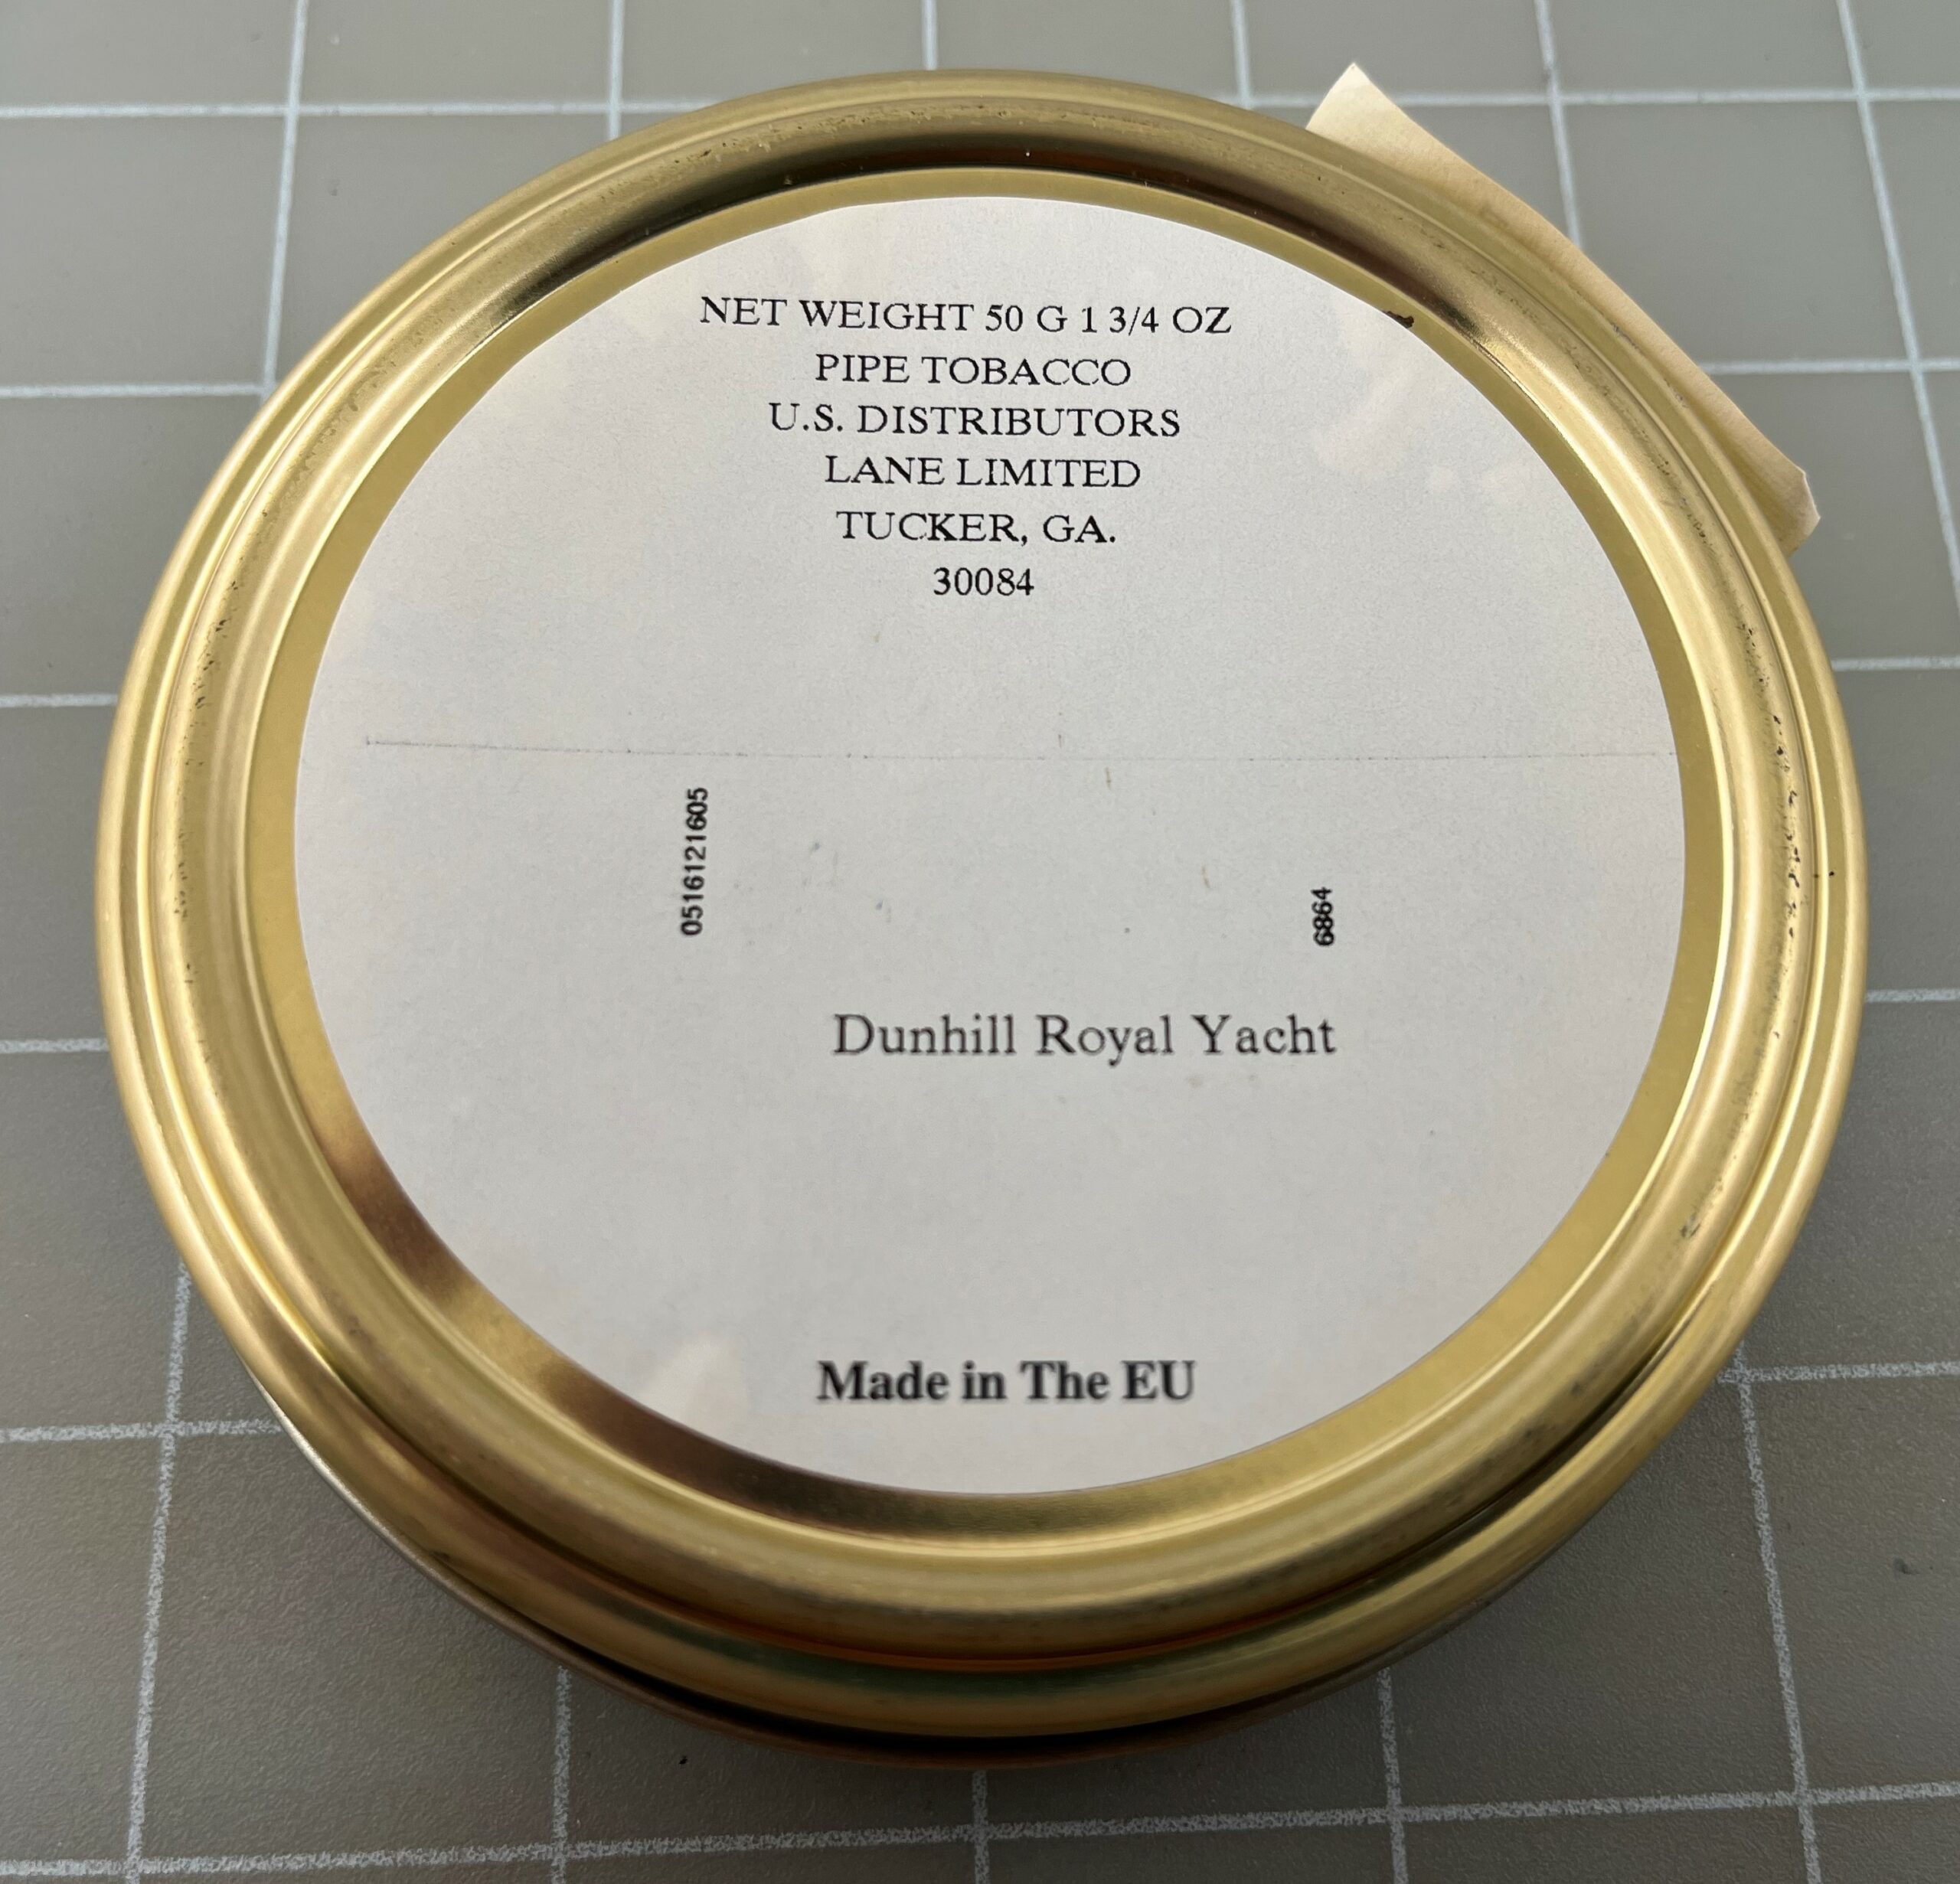 NET WEIGHT 50 G 1 3/4 OZ
PIPE TOBACCO
U.S. DISTRIBUTORS
LANE LIMITED
TUCKER, GA.
30084
0516121605
6864
Dunhill Royal Yacht
Made in The EU